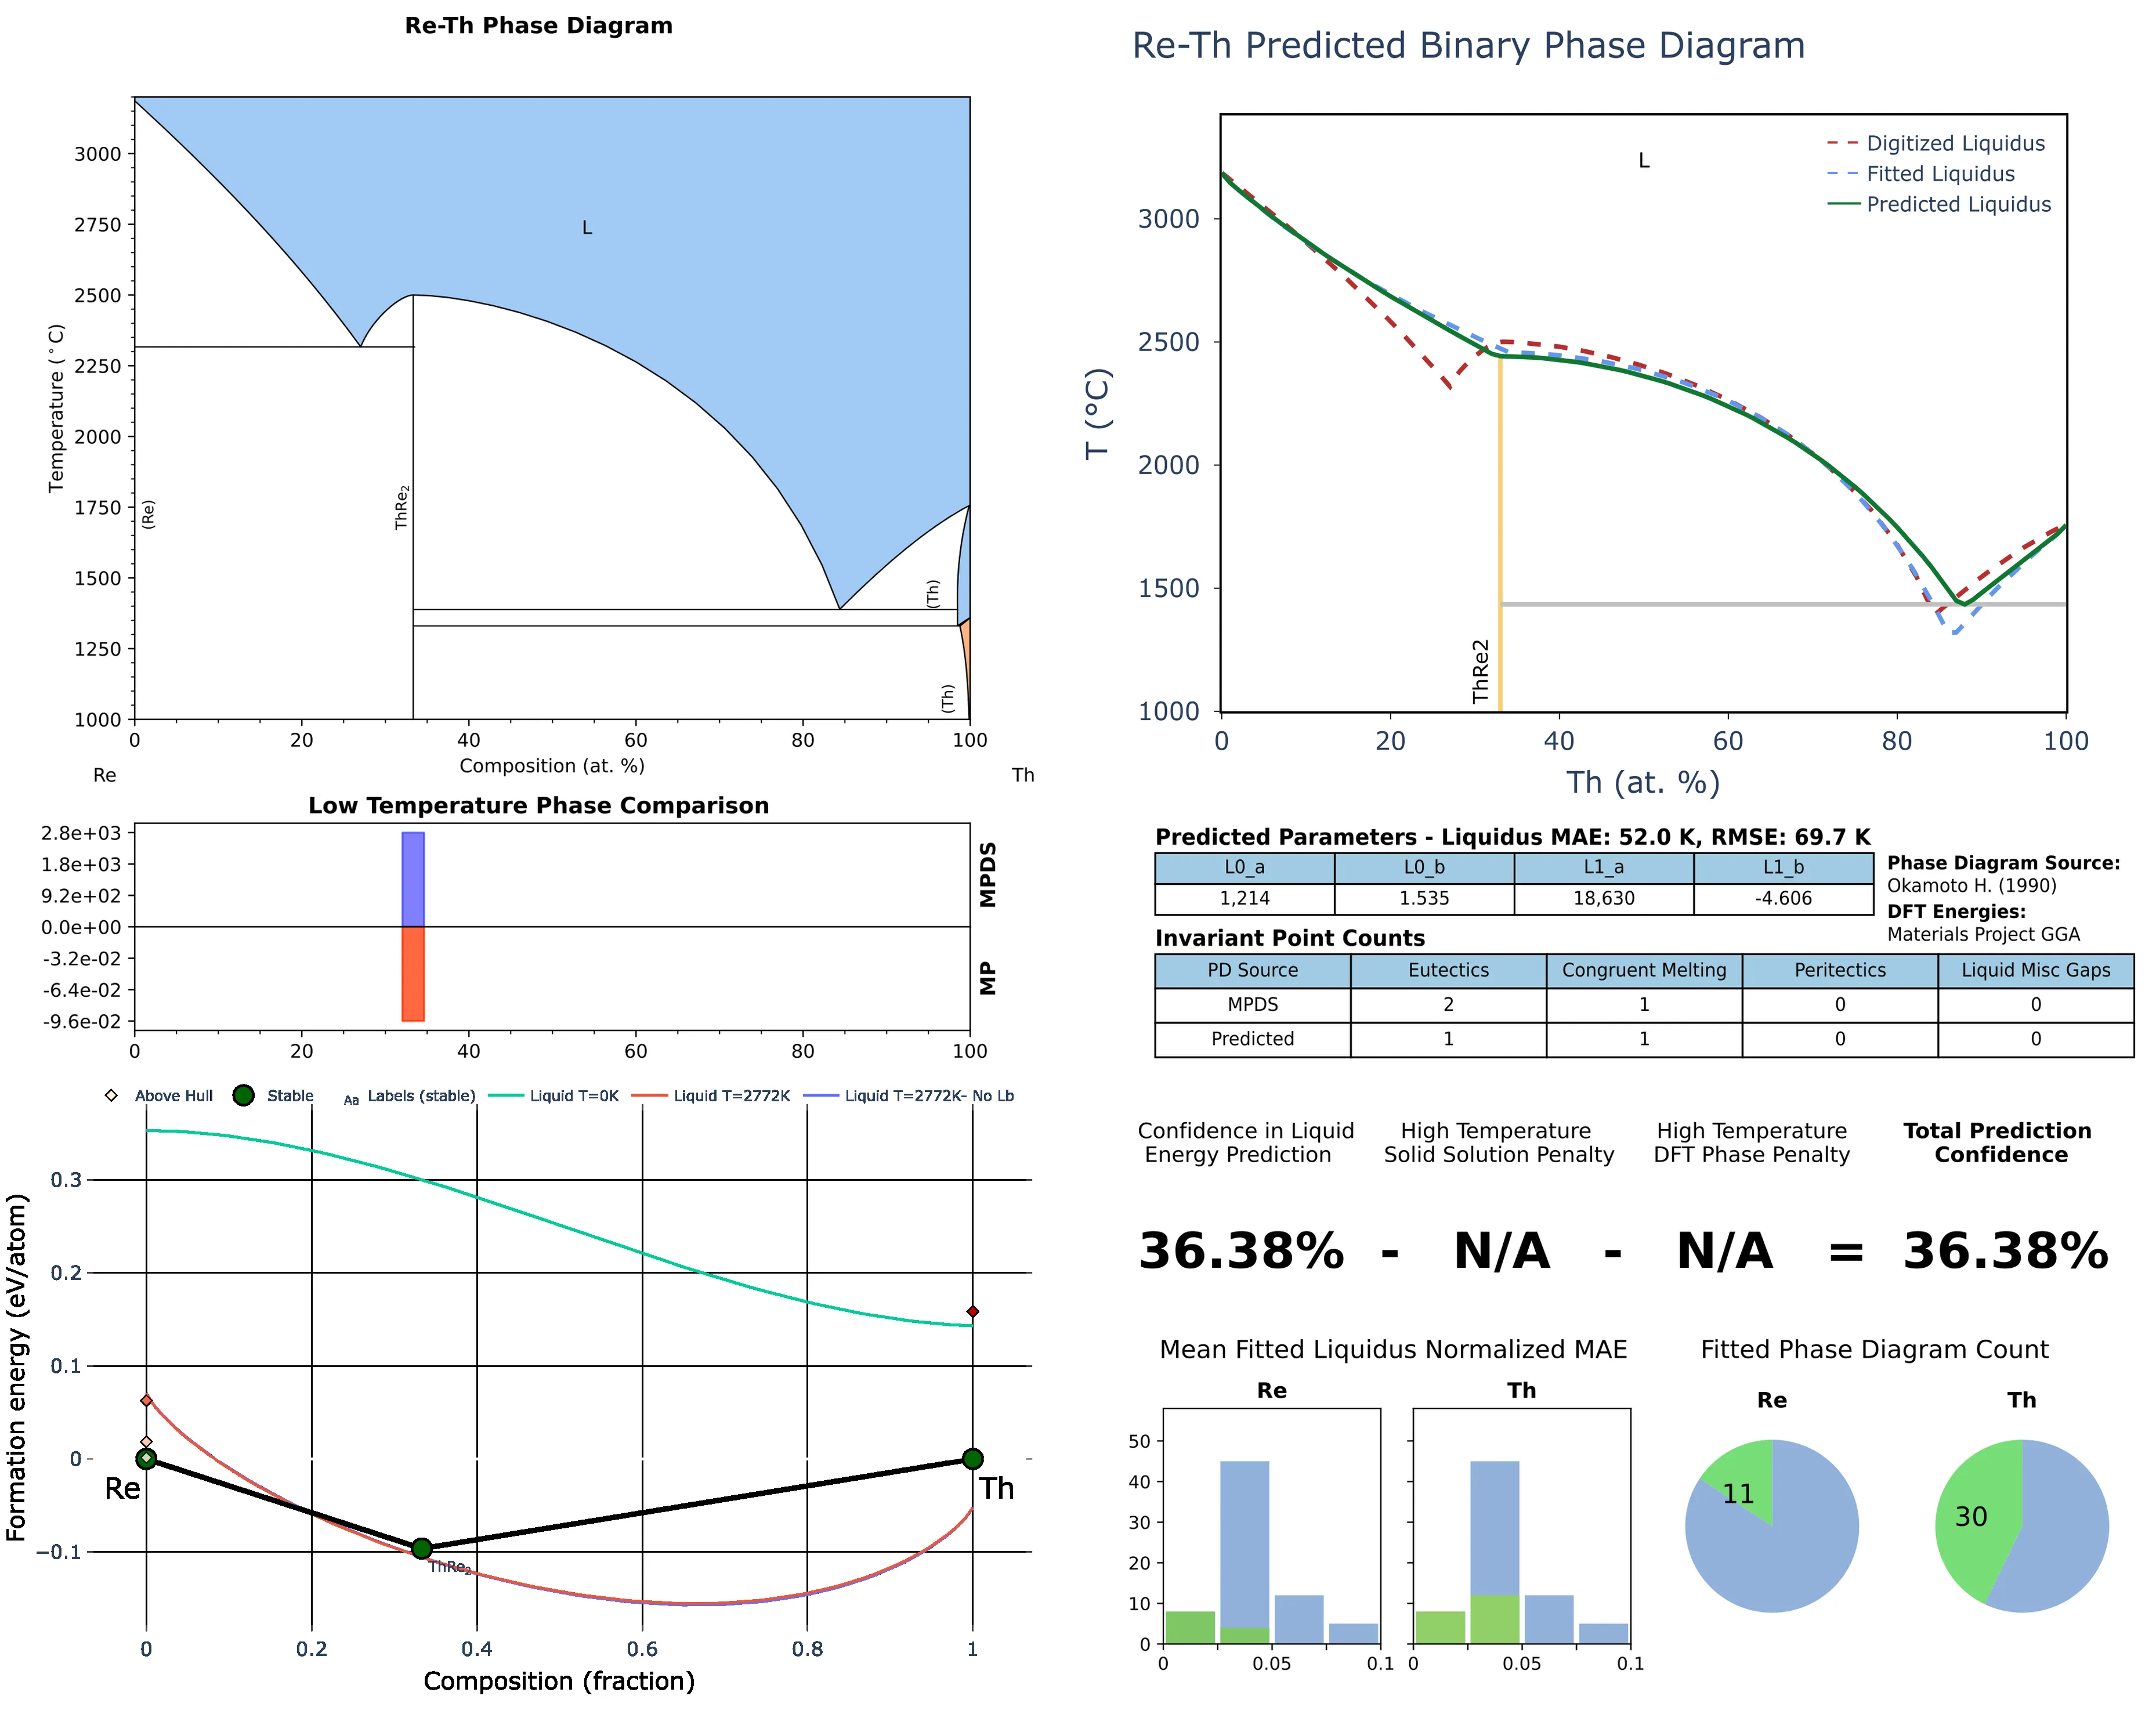 Re-Th Phase Diagram
3000
2750
2500
2250
2000
1750
1500
1250
1000
Temperature (°C)
L
(Re)
ThRe2
(Th)
(Th)
0 20 40 60 80 100
Composition (at. %)
Re Th
Low Temperature Phase Comparison
2.8e+03
1.8e+03
9.2e+02
0.0e+00
-3.2e-02
-6.4e-02
-9.6e-02
MPDS
MP
0 20 40 60 80 100
Above Hull Stable Aa Labels (stable) Liquid T=0K Liquid T=2772K Liquid T=2772K- No Lb
0.3
0.2
0.1
0
−0.1
Formation energy (eV/atom)
Re
Th
ThRe2
0 0.2 0.4 0.6 0.8 1
Composition (fraction)
Re-Th Predicted Binary Phase Diagram
L
Digitized Liquidus
Fitted Liquidus
Predicted Liquidus
3000
2500
2000
1500
1000
T (°C)
ThRe2
0 20 40 60 80 100
Th (at. %)
Predicted Parameters - Liquidus MAE: 52.0 K, RMSE: 69.7 K
L0_a L0_b L1_a L1_b
1,214 1.535 18,630 -4.606
Phase Diagram Source:
Okamoto H. (1990)
DFT Energies:
Materials Project GGA
Invariant Point Counts
PD Source Eutectics Congruent Melting Peritectics Liquid Misc Gaps
MPDS 2 1 0 0
Predicted 1 1 0 0
Confidence in Liquid
Energy Prediction
High Temperature
Solid Solution Penalty
High Temperature
DFT Phase Penalty
Total Prediction
Confidence
36.38% - N/A - N/A = 36.38%
Mean Fitted Liquidus Normalized MAE
Re Th
50
40
30
20
10
0
0 0.05 0.1
0 0.05 0.1
Fitted Phase Diagram Count
Re Th
11
30